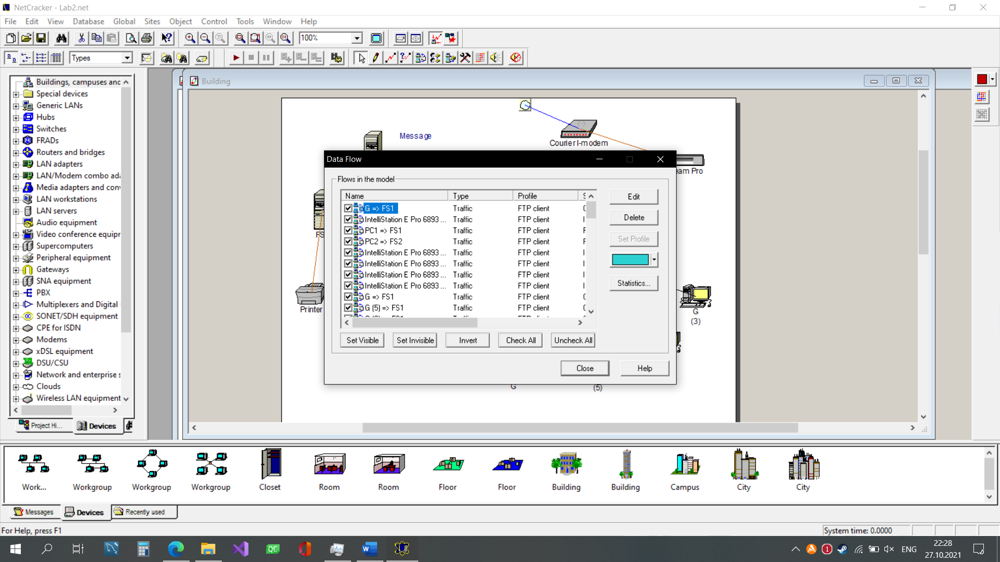 NetCracker - Lab2.net
File Edit View Database Global Sites Object Control Tools Window Help
100%
Types
Building
Buildings, campuses and
Special devices
Generic LANs
Hubs
Switches
FRADs
Routers and bridges
LAN adapters
LAN/Modem combo ada
Media adapters and conv
LAN workstations
LAN servers
Audio equipment
Video conference equipr
Supercomputers
Peripheral equipment
Gateways
SNA equipment
PBX
Multiplexers and Digital
SONET/SDH equipment
CPE for ISDN
Modems
xDSL equipment
DSU/CSU
Network and enterprise s
Clouds
Wireless LAN equipment
Project Hi... Devices
Message
Courier I-modem
eam Pro
FS
Printer
G
(3)
G
(5)
Data Flow
Flows in the model
Name Type Profile
G => FS1 Traffic FTP client
IntelliStation E Pro 6893 ... Traffic FTP client
PC1 => FS1 Traffic FTP client
PC2 => FS2 Traffic FTP client
IntelliStation E Pro 6893 ... Traffic FTP client
IntelliStation E Pro 6893 ... Traffic FTP client
IntelliStation E Pro 6893 ... Traffic FTP client
IntelliStation E Pro 6893 ... Traffic FTP client
G => FS1 Traffic FTP client
G (5) => FS1 Traffic FTP client
Edit
Delete
Set Profile
Statistics...
Set Visible Set Invisible Invert Check All Uncheck All
Close Help
Work... Workgroup Workgroup Workgroup Closet Room Room Floor Floor Building Building Campus City City
Messages Devices Recently used
For Help, press F1
System time: 0.0000
ENG
22:28
27.10.2021